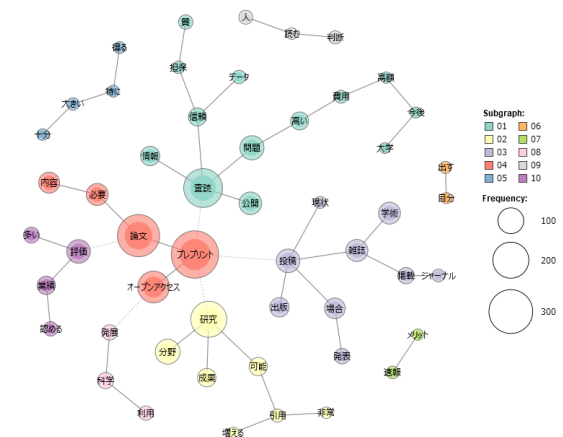 人
質
読む
判断
得る
担保
データ
特に
高額
大きい
費用
今後
信頼
高い
十分
問題
大学
情報
Subgraph:
01 06
02 07
03 08
04 09
05 10
出す
内容
必要
査読
公開
自分
Frequency:
現状
学術
100
多い
評価
論文
プレプリント
雑誌
投稿
200
掲載
ジャーナル
業績
オープンアクセス
出版
場合
300
認める
発展
研究
メリット
分野
発表
可能
成果
速報
科学
利用
引用
非常
増える